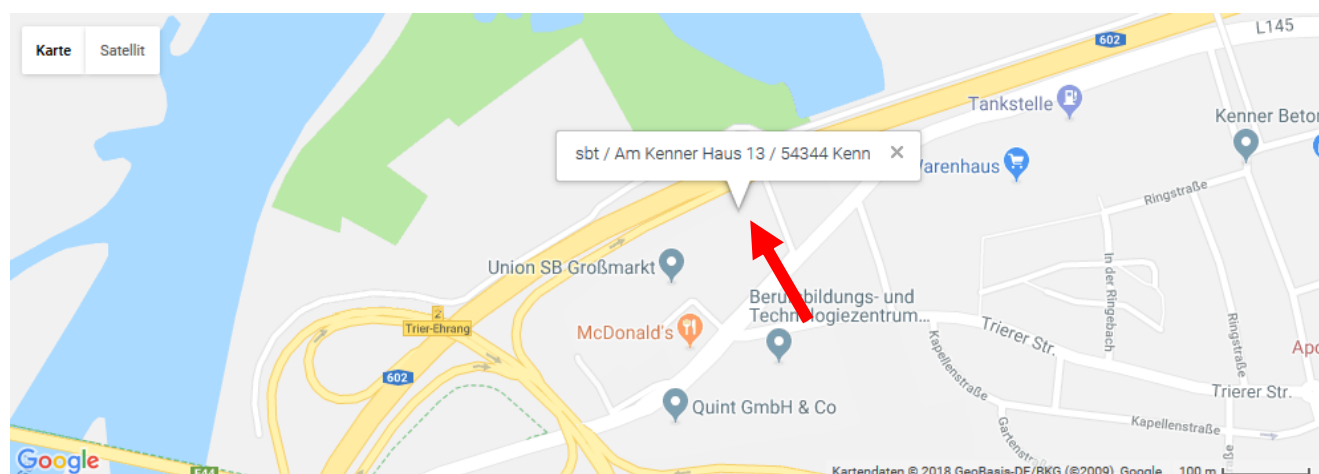 Karte
Satellit
602
L145
Tankstelle
Kenner Beton
sbt / Am Kenner Haus 13 / 54344 Kenn
Warenhaus
Ringstraße
Union SB Großmarkt
In der Ringebach
Berufsbildungs- und
Technologiezentrum...
2
Trier-Ehrang
McDonald's
Trierer Str.
Kapellenstraße
Ringstraße
Apo
602
Trierer Str.
Quint GmbH & Co
Kapellenstraße
Gartenstraße
Google
E44
Kartendaten © 2018 GeoBasis-DE/BKG (©2009), Google
100 m